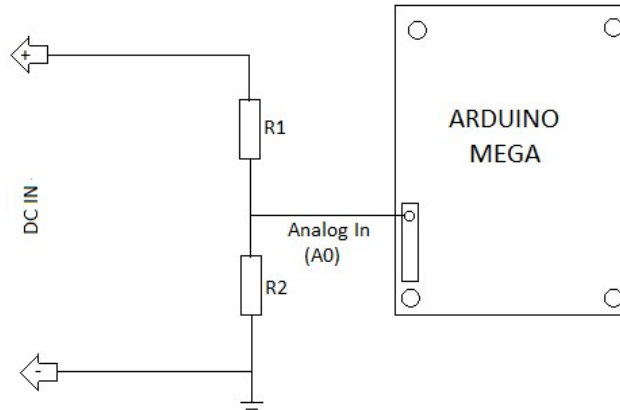 +
R1
ARDUINO
MEGA
DC IN
Analog In
(A0)
R2
-